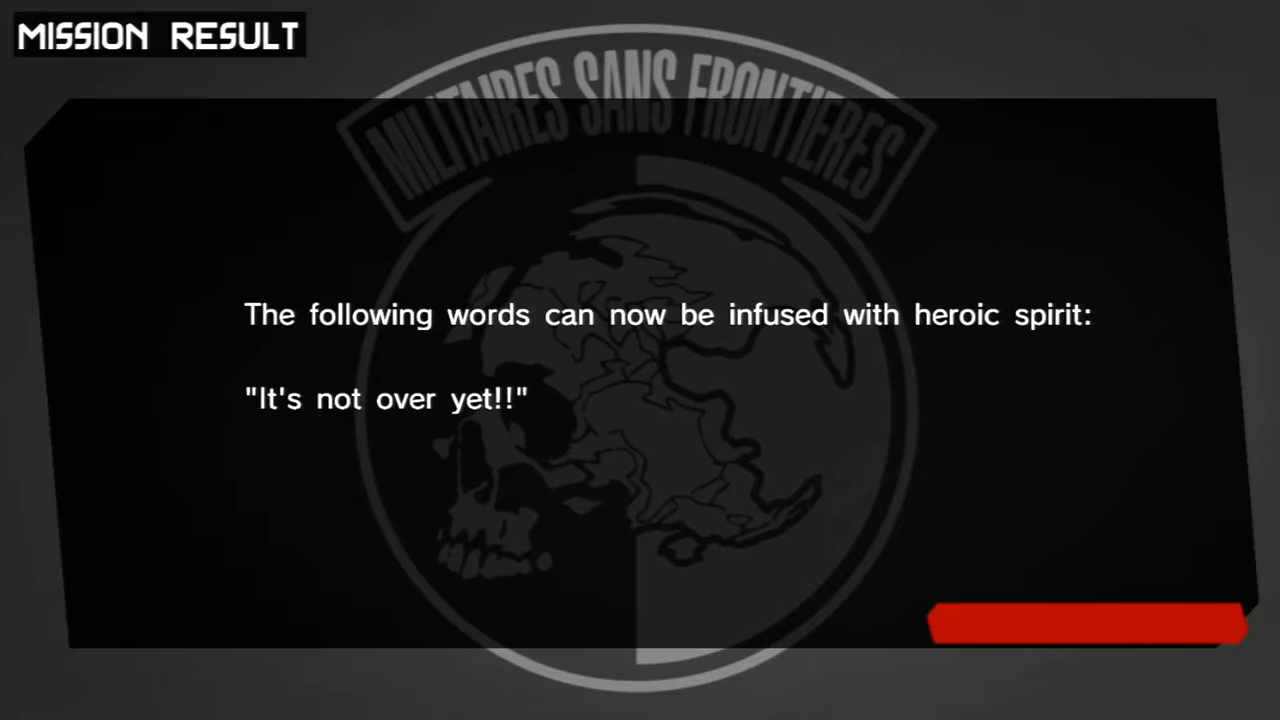 MISSION RESULT
MILITAIRES SANS FRONTIERES
The following words can now be infused with heroic spirit:
"It's not over yet!!"